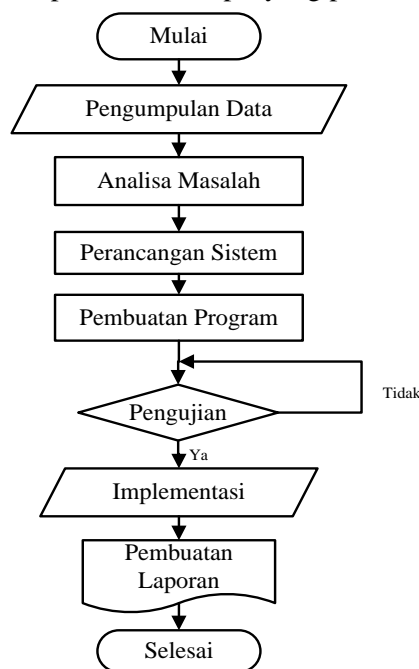 Mulai
Pengumpulan Data
Analisa Masalah
Perancangan Sistem
Pembuatan Program
Tidak
Pengujian
Ya
Implementasi
Pembuatan
Laporan
Selesai